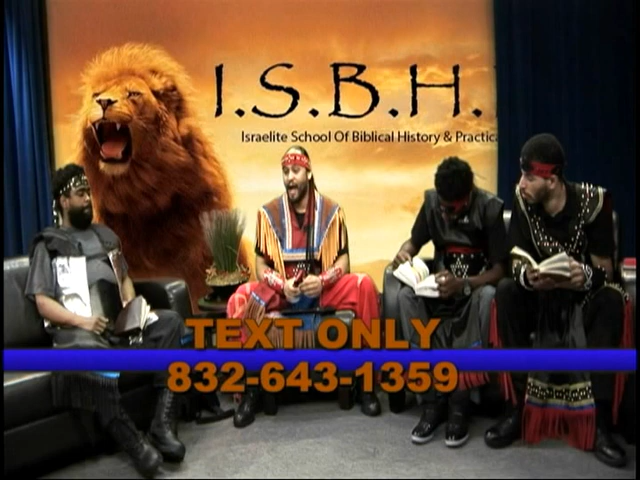 I.S.B.H.
Israelite School Of Biblical History & Practica
TEXT ONLY
832-643-1359